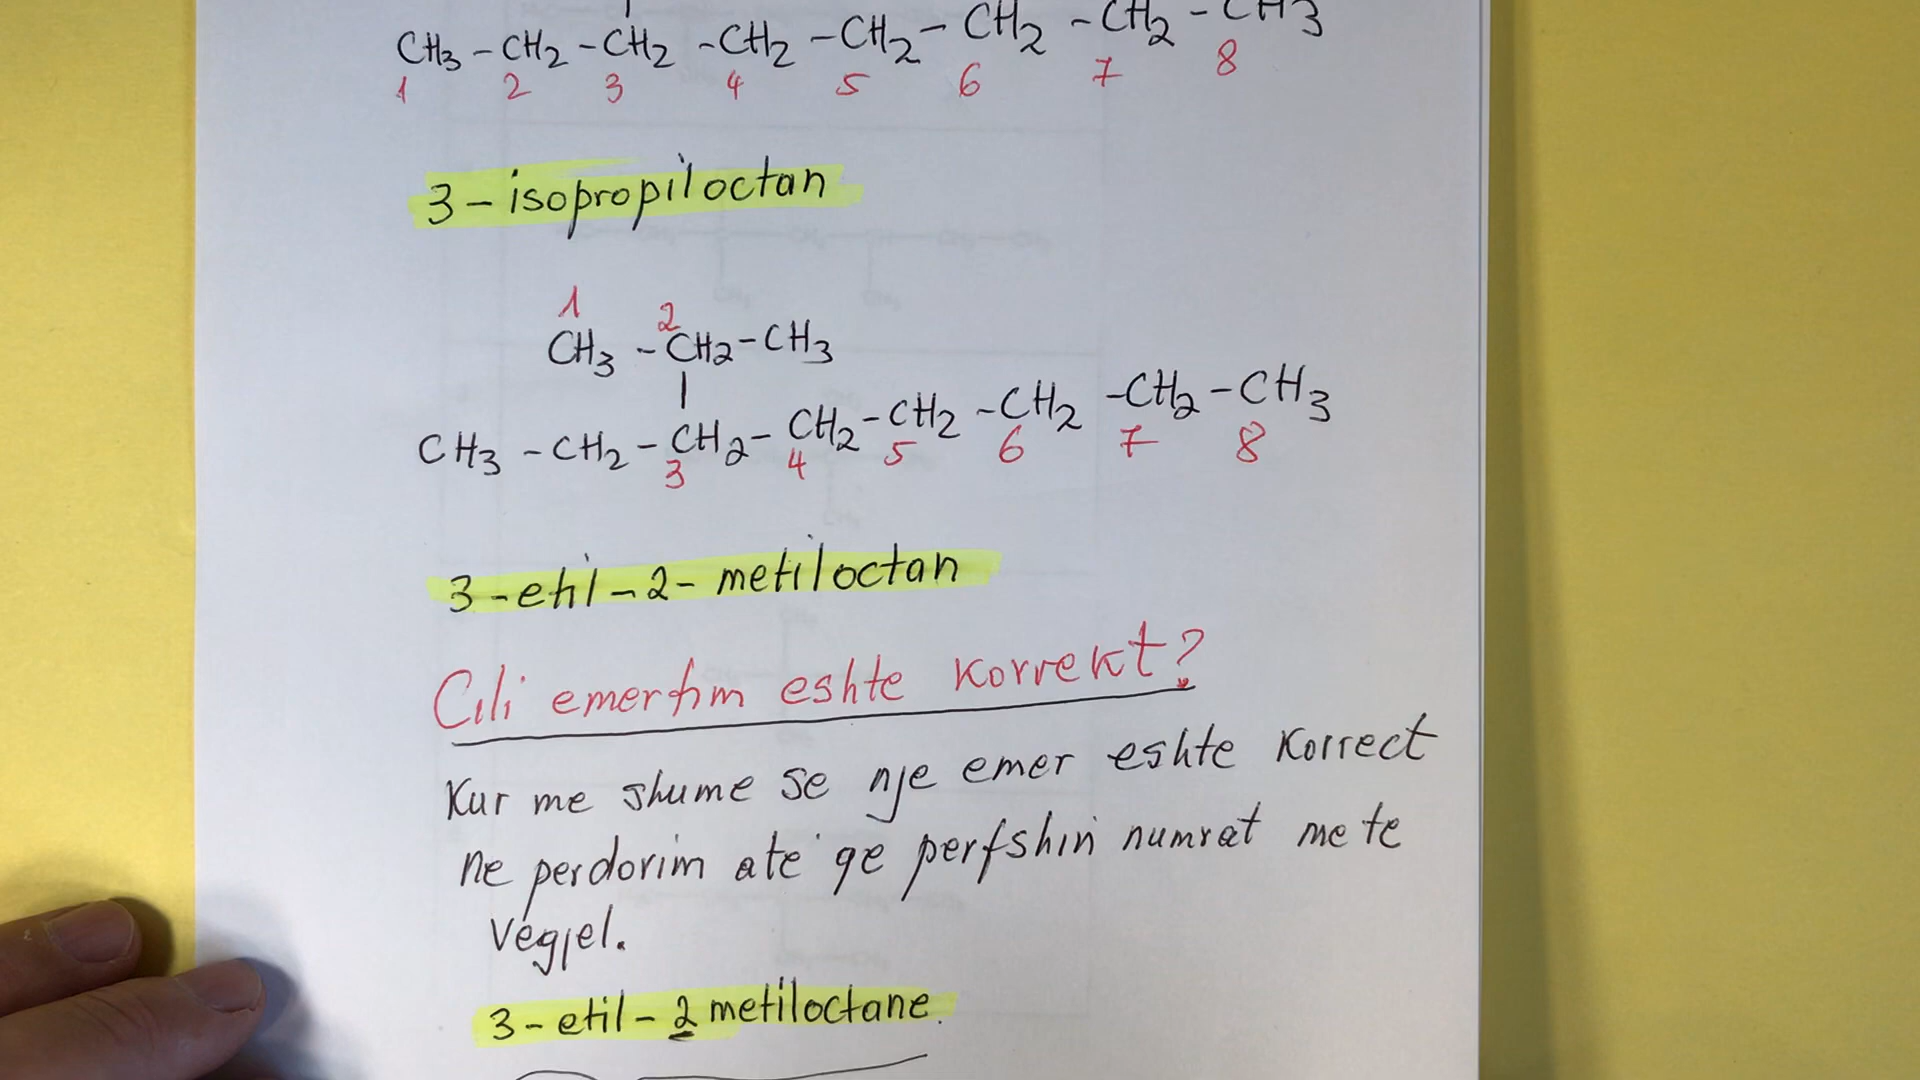 CH3 - CH2 - CH2 - CH2 - CH2 - CH2 - CH2 - CH3
1 2 3 4 5 6 7 8
3 - isopropiloctan
1 2
CH3 - CH2 - CH3
|
CH3 - CH2 - CH2 - CH2 - CH2 - CH2 - CH2 - CH3
3 4 5 6 7 8
3 - etil - 2 - metiloctan
Cili emertim eshte korrekt?
Kur me shume se nje emer eshte korrect
ne perdorim ate qe perfshin numrat me te
vegjel.
3 - etil - 2 metiloctane.